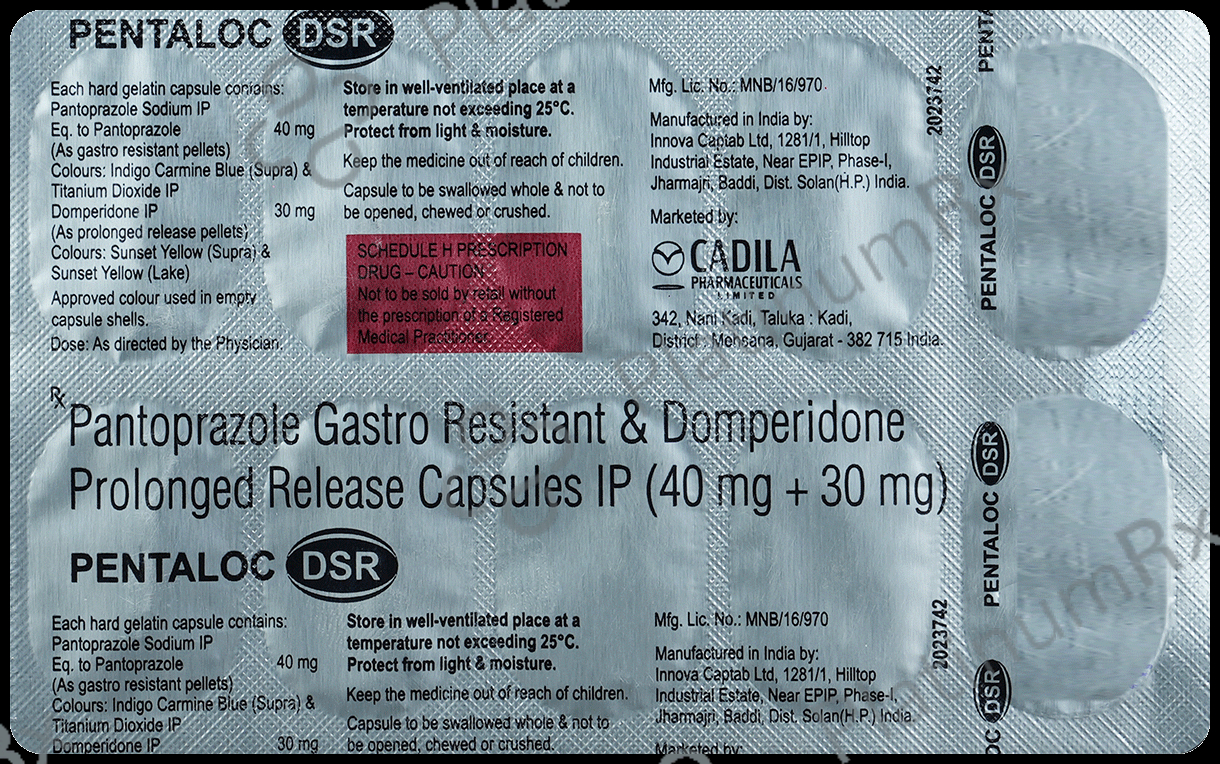 PENTALOC DSR
Each hard gelatin capsule contains:
Pantoprazole Sodium IP
Eq. to Pantoprazole 40 mg
(As gastro resistant pellets)
Colours: Indigo Carmine Blue (Supra) &
Titanium Dioxide IP
Domperidone IP 30 mg
(As prolonged release pellets)
Colours: Sunset Yellow (Supra) &
Sunset Yellow (Lake)
Approved colour used in empty
capsule shells.
Dose: As directed by the Physician.
Store in well-ventilated place at a
temperature not exceeding 25°C.
Protect from light & moisture.
Keep the medicine out of reach of children.
Capsule to be swallowed whole & not to
be opened, chewed or crushed.
SCHEDULE H PRESCRIPTION
DRUG – CAUTION
Not to be sold by retail without
the prescription of a Registered
Medical Practitioner.
Mfg. Lic. No.: MNB/16/970
Manufactured in India by:
Innova Captab Ltd, 1281/1, Hilltop
Industrial Estate, Near EPIP, Phase-I,
Jharmajri, Baddi, Dist. Solan(H.P.) India.
Marketed by:
CADILA
PHARMACEUTICALS
LIMITED
342, Nani Kadi, Taluka : Kadi,
District : Mehsana, Gujarat - 382 715 India.
2023742
PENT
PENTALOC DSR
Rx
Pantoprazole Gastro Resistant & Domperidone
Prolonged Release Capsules IP (40 mg + 30 mg)
PENTALOC DSR
PENTALOC DSR
Each hard gelatin capsule contains:
Pantoprazole Sodium IP
Eq. to Pantoprazole 40 mg
(As gastro resistant pellets)
Colours: Indigo Carmine Blue (Supra) &
Titanium Dioxide IP
Domperidone IP 30 mg
Store in well-ventilated place at a
temperature not exceeding 25°C.
Protect from light & moisture.
Keep the medicine out of reach of children.
Capsule to be swallowed whole & not to
be opened, chewed or crushed.
Mfg. Lic. No.: MNB/16/970
Manufactured in India by:
Innova Captab Ltd, 1281/1, Hilltop
Industrial Estate, Near EPIP, Phase-I,
Jharmajri, Baddi, Dist. Solan(H.P.) India.
Marketed by:
2023742
OC DSR
PlatinumRx